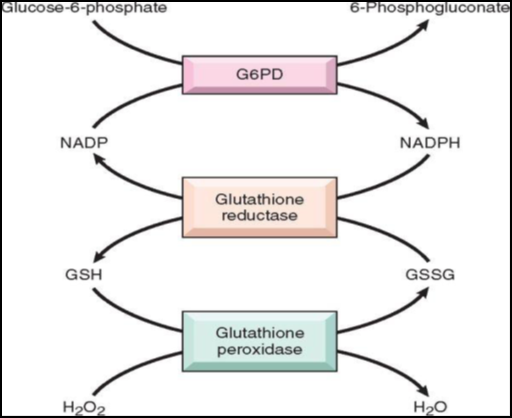 Glucose-6-phosphate
6-Phosphogluconate
G6PD
NADP
NADPH
Glutathione
reductase
GSH
GSSG
Glutathione
peroxidase
H₂O₂
H₂O